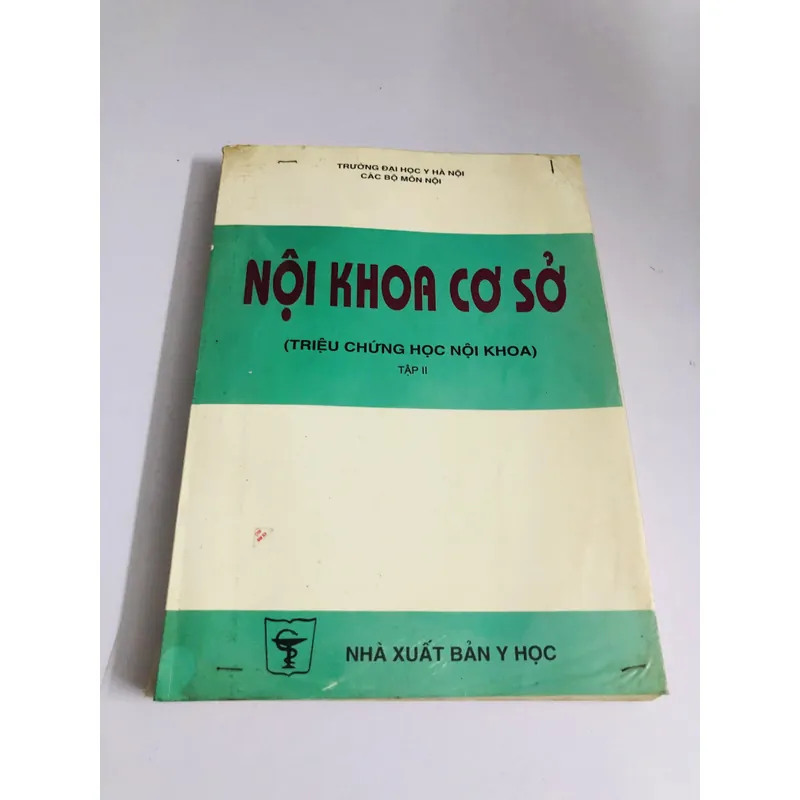 TRƯỜNG ĐẠI HỌC Y HÀ NỘI
CÁC BỘ MÔN NỘI
NỘI KHOA CƠ SỞ
(TRIỆU CHỨNG HỌC NỘI KHOA)
TẬP II
NHÀ XUẤT BẢN Y HỌC